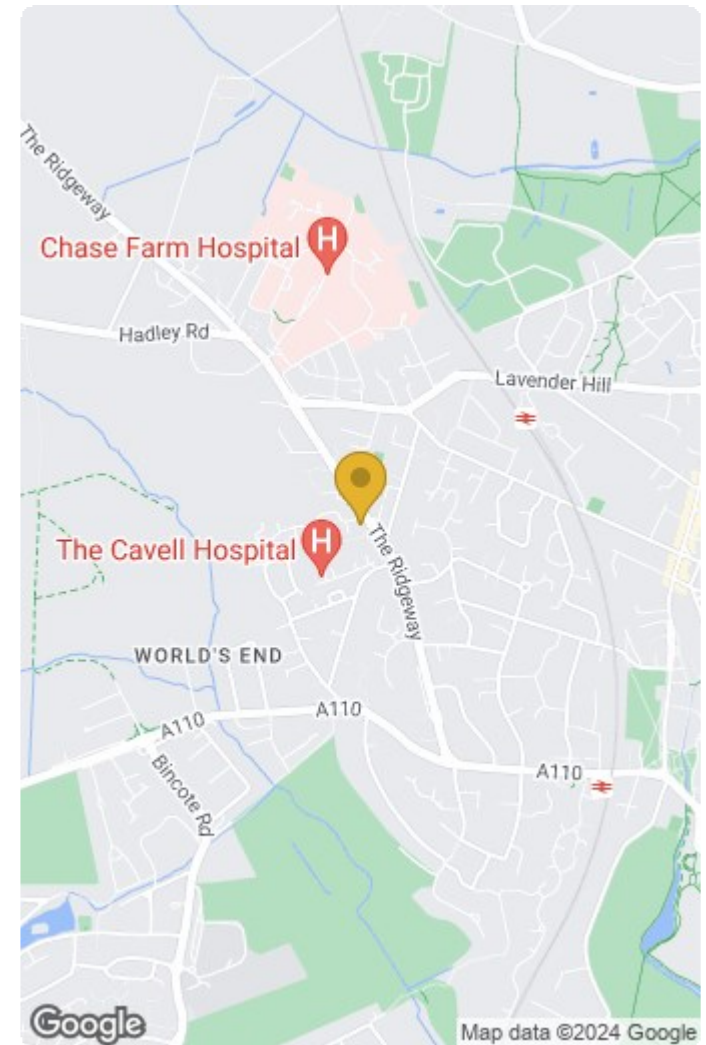 The Ridgeway
Chase Farm Hospital
H
Hadley Rd
Lavender Hill
The Cavell Hospital
H
The Ridgeway
WORLD'S END
A110
A110
A110
Bincote Rd
Google
Map data ©2024 Google